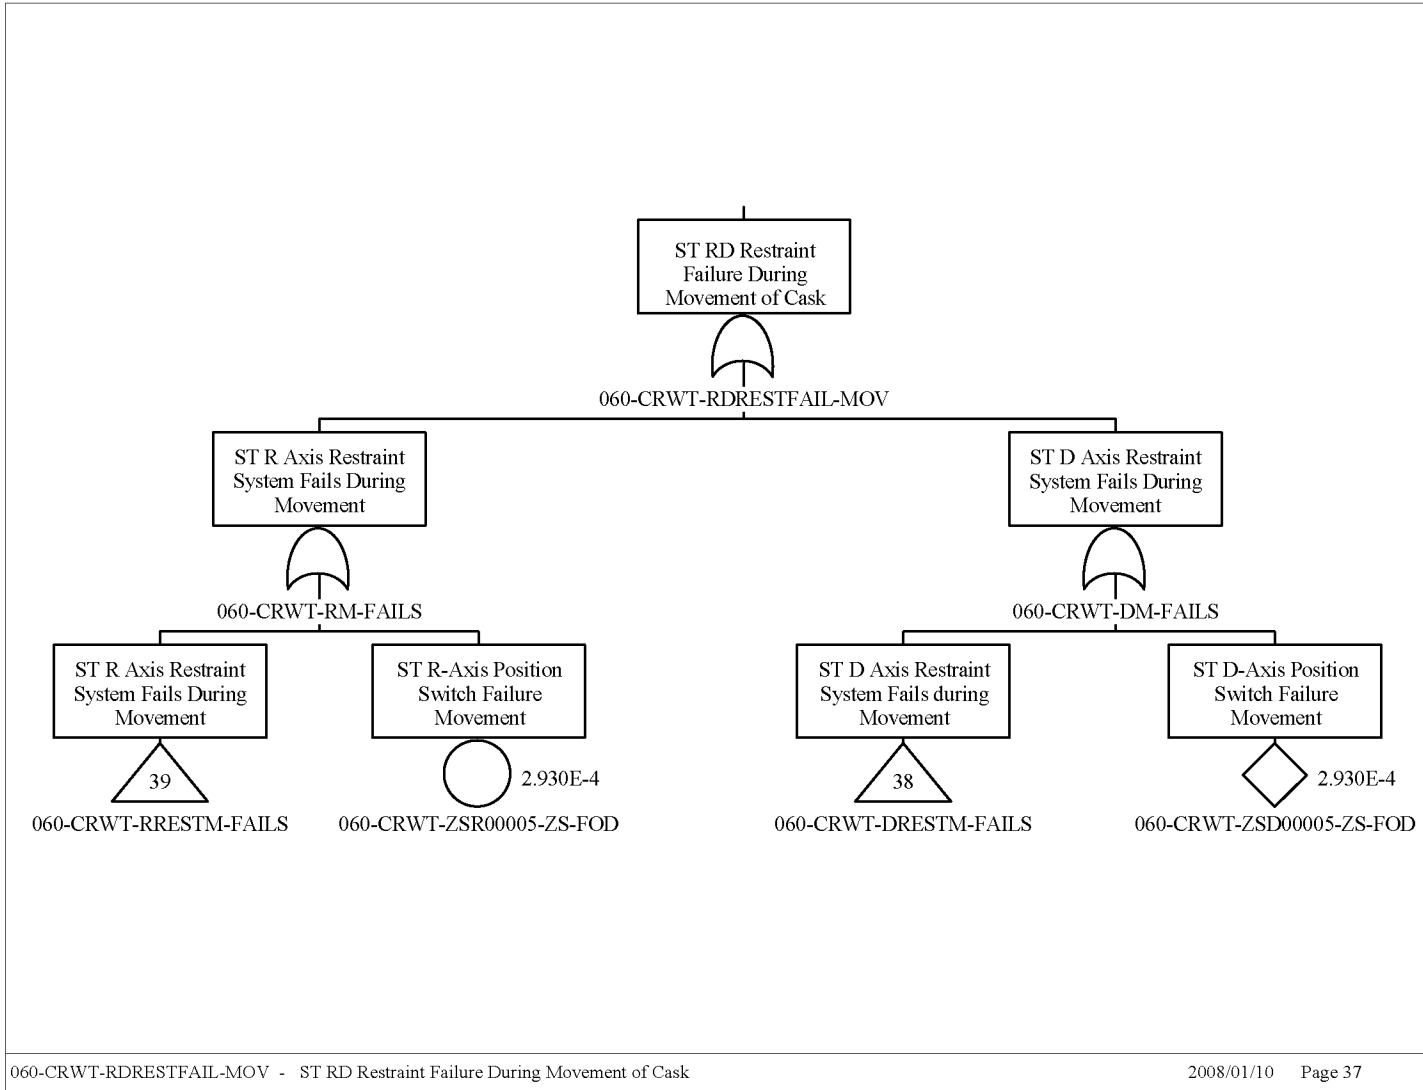 ST RD Restraint
Failure During
Movement of Cask
060-CRWT-RDRESTFAIL-MOV
ST R Axis Restraint
System Fails During
Movement
060-CRWT-RM-FAILS
ST D Axis Restraint
System Fails During
Movement
060-CRWT-DM-FAILS
ST R Axis Restraint
System Fails During
Movement
39
060-CRWT-RRESTM-FAILS
ST R-Axis Position
Switch Failure
Movement
2.930E-4
060-CRWT-ZSR00005-ZS-FOD
ST D Axis Restraint
System Fails during
Movement
38
060-CRWT-DRESTM-FAILS
ST D-Axis Position
Switch Failure
Movement
2.930E-4
060-CRWT-ZSD00005-ZS-FOD
060-CRWT-RDRESTFAIL-MOV - ST RD Restraint Failure During Movement of Cask
2008/01/10 Page 37